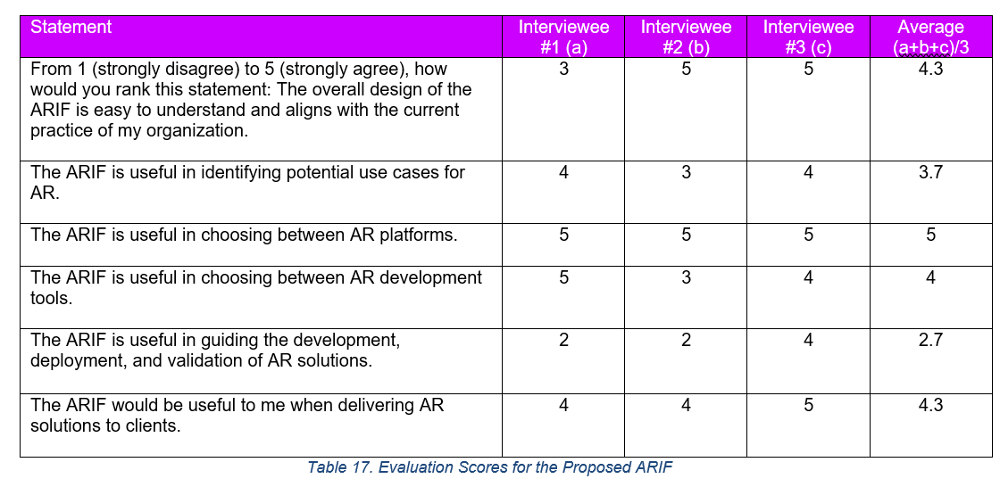 Statement Interviewee #1 (a) Interviewee #2 (b) Interviewee #3 (c) Average (a+b+c)/3
From 1 (strongly disagree) to 5 (strongly agree), how 3 5 5 4.3
would you rank this statement: The overall design of the
ARIF is easy to understand and aligns with the current
practice of my organization.
The ARIF is useful in identifying potential use cases for 4 3 4 3.7
AR.
The ARIF is useful in choosing between AR platforms. 5 5 5 5
The ARIF is useful in choosing between AR development 5 3 4 4
tools.
The ARIF is useful in guiding the development, 2 2 4 2.7
deployment, and validation of AR solutions.
The ARIF would be useful to me when delivering AR 4 4 5 4.3
solutions to clients.
Table 17. Evaluation Scores for the Proposed ARIF